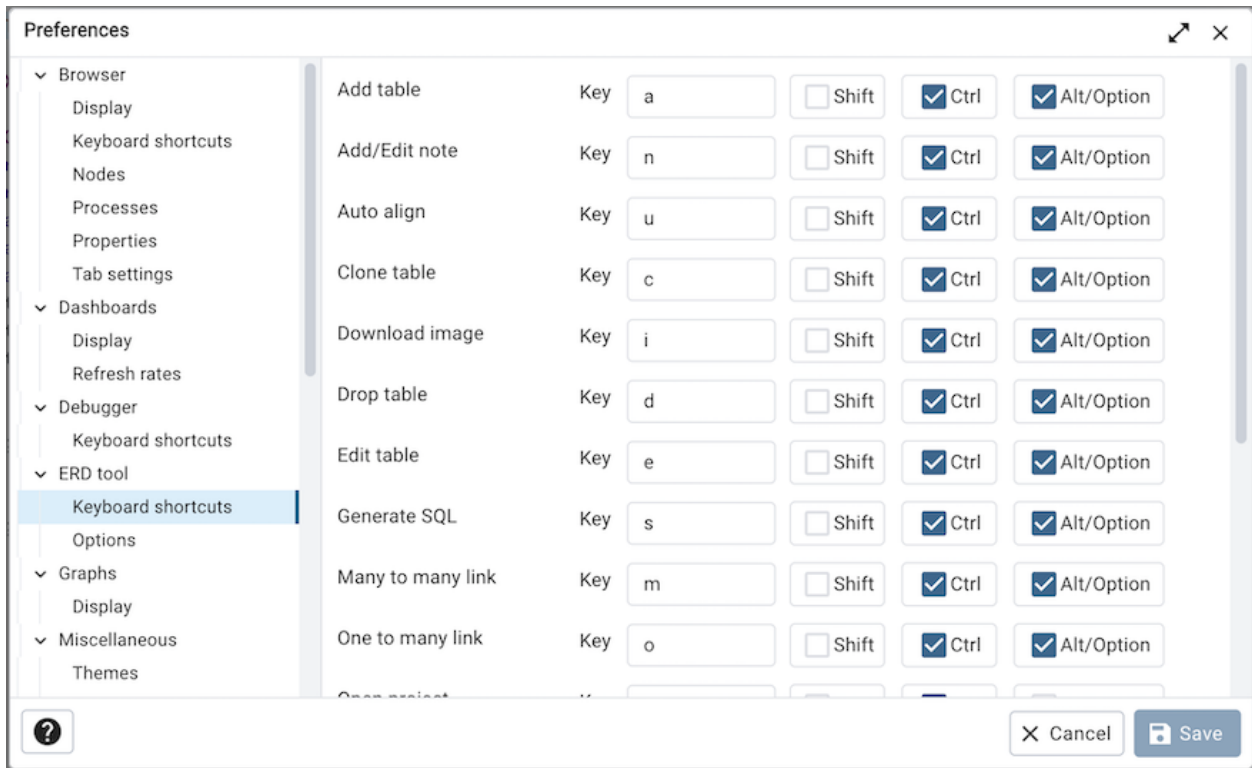 Preferences
Browser
Display
Keyboard shortcuts
Nodes
Processes
Properties
Tab settings
Dashboards
Display
Refresh rates
Debugger
Keyboard shortcuts
ERD tool
Keyboard shortcuts
Options
Graphs
Display
Miscellaneous
Themes
Add table Key a Shift Ctrl Alt/Option
Add/Edit note Key n Shift Ctrl Alt/Option
Auto align Key u Shift Ctrl Alt/Option
Clone table Key c Shift Ctrl Alt/Option
Download image Key i Shift Ctrl Alt/Option
Drop table Key d Shift Ctrl Alt/Option
Edit table Key e Shift Ctrl Alt/Option
Generate SQL Key s Shift Ctrl Alt/Option
Many to many link Key m Shift Ctrl Alt/Option
One to many link Key o Shift Ctrl Alt/Option
Open project Key
? Cancel Save